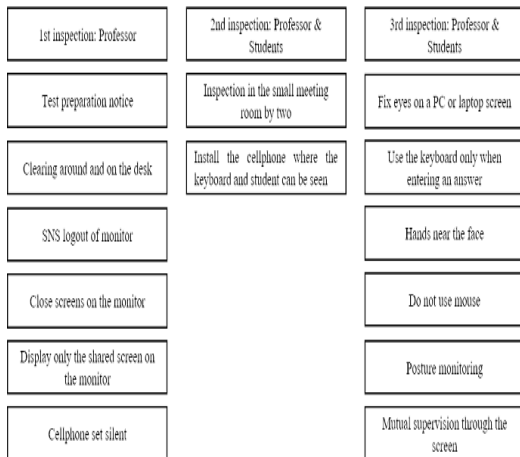 1st inspection: Professor
Test preparation notice
Clearing around and on the desk
SNS logout of monitor
Close screens on the monitor
Display only the shared screen on
the monitor
Cellphone set silent
2nd inspection: Professor &
Students
Inspection in the small meeting
room by two
Install the cellphone where the
keyboard and student can be seen
3rd inspection: Professor &
Students
Fix eyes on a PC or laptop screen
Use the keyboard only when
entering an answer
Hands near the face
Do not use mouse
Posture monitoring
Mutual supervision through the
screen